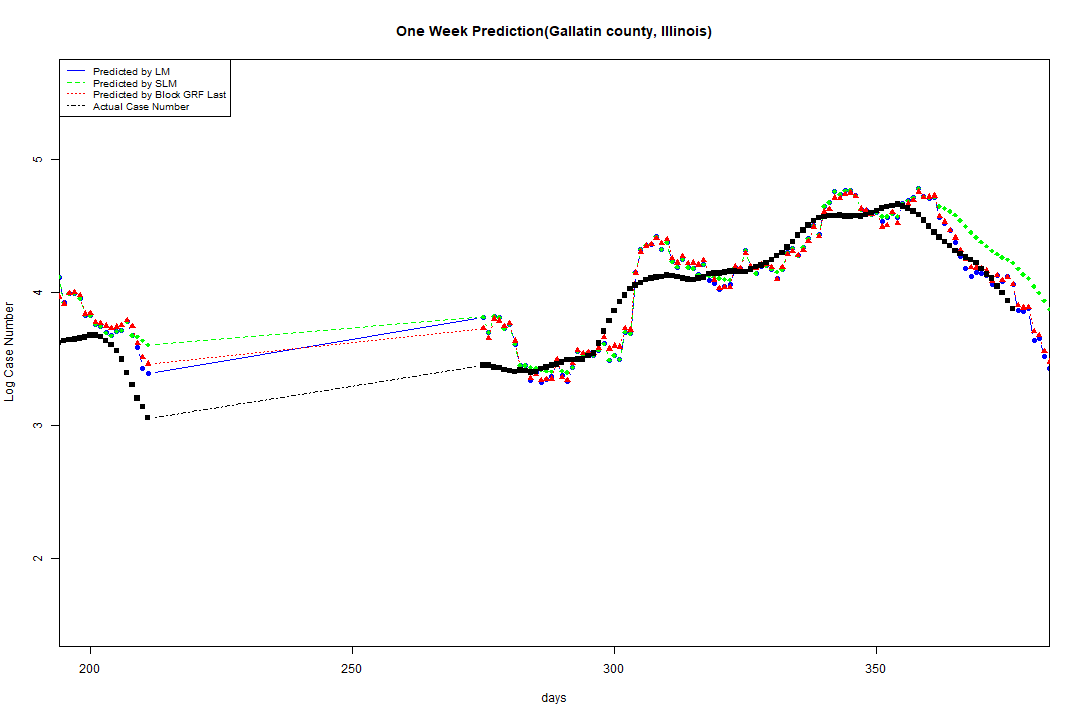 One Week Prediction(Gallatin county, Illinois)
Predicted by LM
Predicted by SLM
Predicted by Block GRF Last
Actual Case Number
5
4
3
2
Log Case Number
200
250
300
350
days